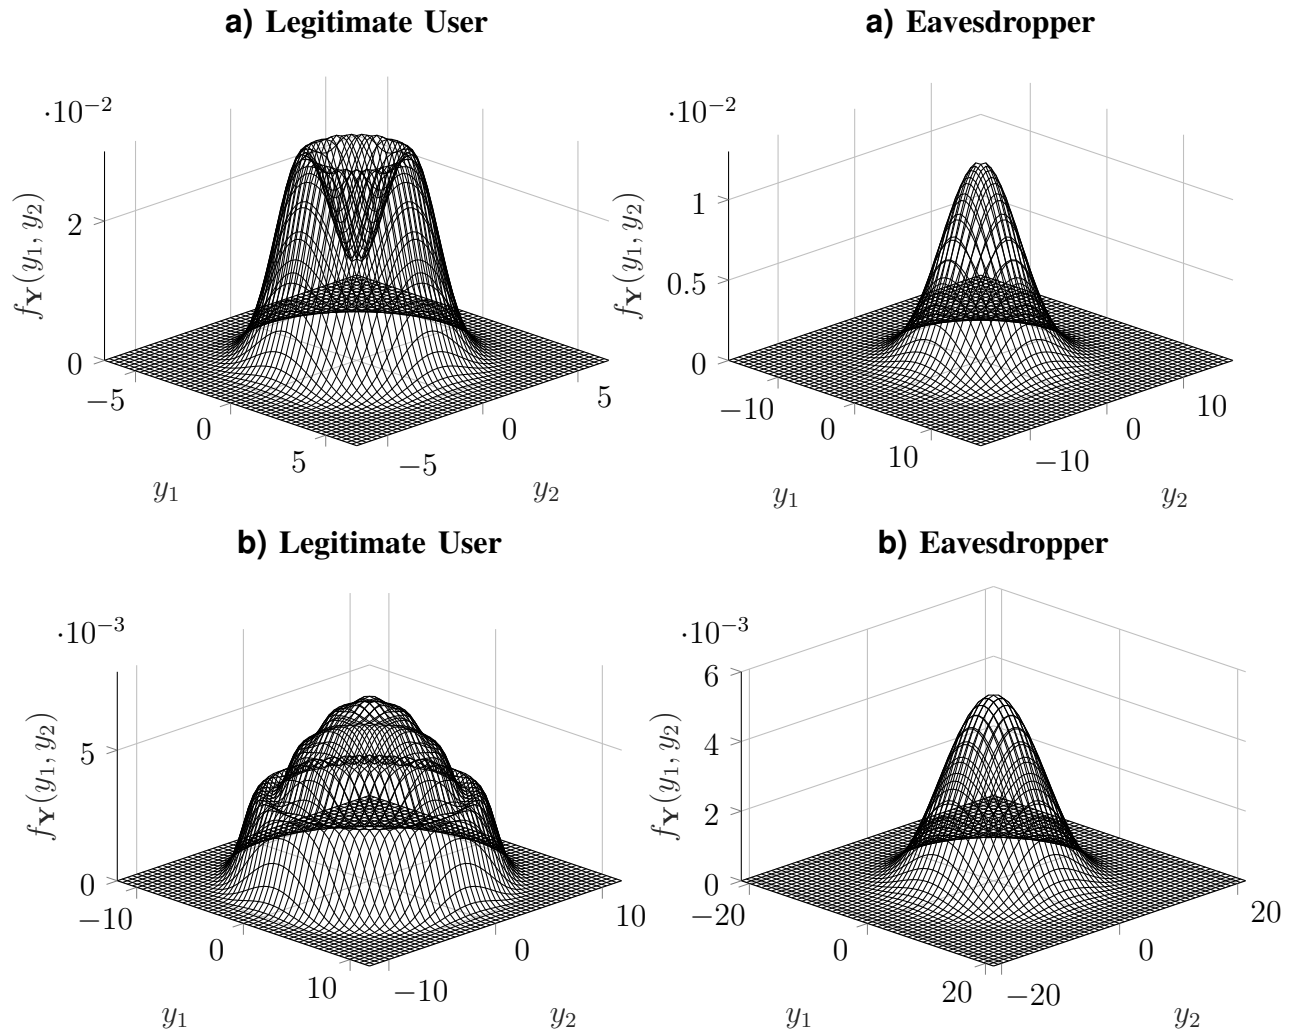 a) Legitimate User
·10⁻²
f_Y(y₁, y₂)
2
0
−5
0
5
−5
0
5
y₁
y₂
a) Eavesdropper
·10⁻²
f_Y(y₁, y₂)
1
0.5
0
−10
0
10
−10
0
10
y₁
y₂
b) Legitimate User
·10⁻³
f_Y(y₁, y₂)
5
0
−10
0
10
−10
0
10
y₁
y₂
b) Eavesdropper
·10⁻³
f_Y(y₁, y₂)
6
4
2
0
−20
0
20
−20
0
20
y₁
y₂